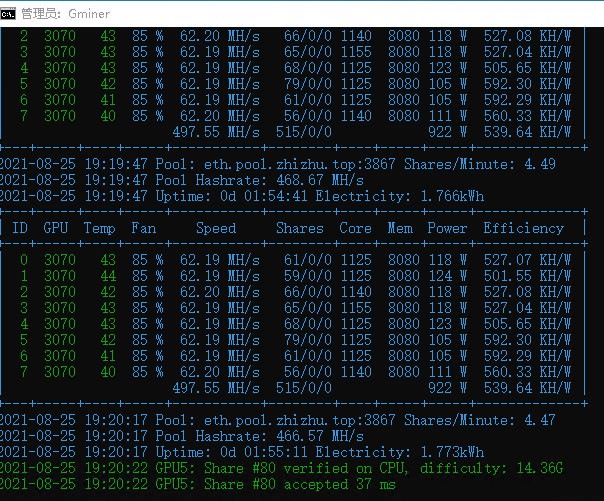 管理员: Gminer
2 3070 43 85 % 62.20 MH/s 66/0/0 1140 8080 118 W 527.08 KH/W
3 3070 43 85 % 62.19 MH/s 65/0/0 1155 8080 118 W 527.04 KH/W
4 3070 43 85 % 62.19 MH/s 68/0/0 1125 8080 123 W 505.65 KH/W
5 3070 42 85 % 62.19 MH/s 79/0/0 1125 8080 105 W 592.30 KH/W
6 3070 41 85 % 62.19 MH/s 61/0/0 1125 8080 105 W 592.29 KH/W
7 3070 40 85 % 62.20 MH/s 56/0/0 1140 8080 111 W 560.33 KH/W
497.55 MH/s 515/0/0 922 W 539.64 KH/W
2021-08-25 19:19:47 Pool: eth.pool.zhizhu.top:3867 Shares/Minute: 4.49
2021-08-25 19:19:47 Pool Hashrate: 468.67 MH/s
2021-08-25 19:19:47 Uptime: 0d 01:54:41 Electricity: 1.766kWh
ID GPU Temp Fan Speed Shares Core Mem Power Efficiency
0 3070 43 85 % 62.19 MH/s 61/0/0 1125 8080 118 W 527.07 KH/W
1 3070 44 85 % 62.19 MH/s 59/0/0 1125 8080 124 W 501.55 KH/W
2 3070 42 85 % 62.20 MH/s 66/0/0 1140 8080 118 W 527.08 KH/W
3 3070 43 85 % 62.19 MH/s 65/0/0 1155 8080 118 W 527.04 KH/W
4 3070 43 85 % 62.19 MH/s 68/0/0 1125 8080 123 W 505.65 KH/W
5 3070 42 85 % 62.19 MH/s 79/0/0 1125 8080 105 W 592.30 KH/W
6 3070 41 85 % 62.19 MH/s 61/0/0 1125 8080 105 W 592.29 KH/W
7 3070 40 85 % 62.20 MH/s 56/0/0 1140 8080 111 W 560.33 KH/W
497.55 MH/s 515/0/0 922 W 539.64 KH/W
2021-08-25 19:20:17 Pool: eth.pool.zhizhu.top:3867 Shares/Minute: 4.47
2021-08-25 19:20:17 Pool Hashrate: 466.57 MH/s
2021-08-25 19:20:17 Uptime: 0d 01:55:11 Electricity: 1.773kWh
2021-08-25 19:20:22 GPU5: Share #80 verified on CPU, difficulty: 14.36G
2021-08-25 19:20:22 GPU5: Share #80 accepted 37 ms